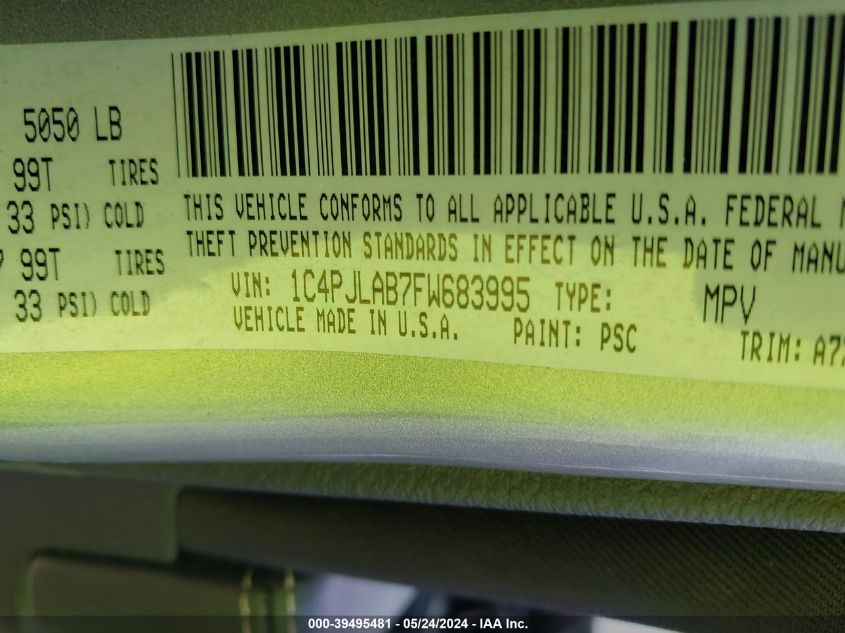 5050 LB
99T TIRES
33 PSI) COLD
99T TIRES
33 PSI) COLD
THIS VEHICLE CONFORMS TO ALL APPLICABLE U.S.A. FEDERAL
THEFT PREVENTION STANDARDS IN EFFECT ON THE DATE OF MANU
VIN: 1C4PJLAB7FW683995 TYPE: MPV
VEHICLE MADE IN U.S.A. PAINT: PSC TRIM:
000-39495481 - 05/24/2024 - IAA Inc.